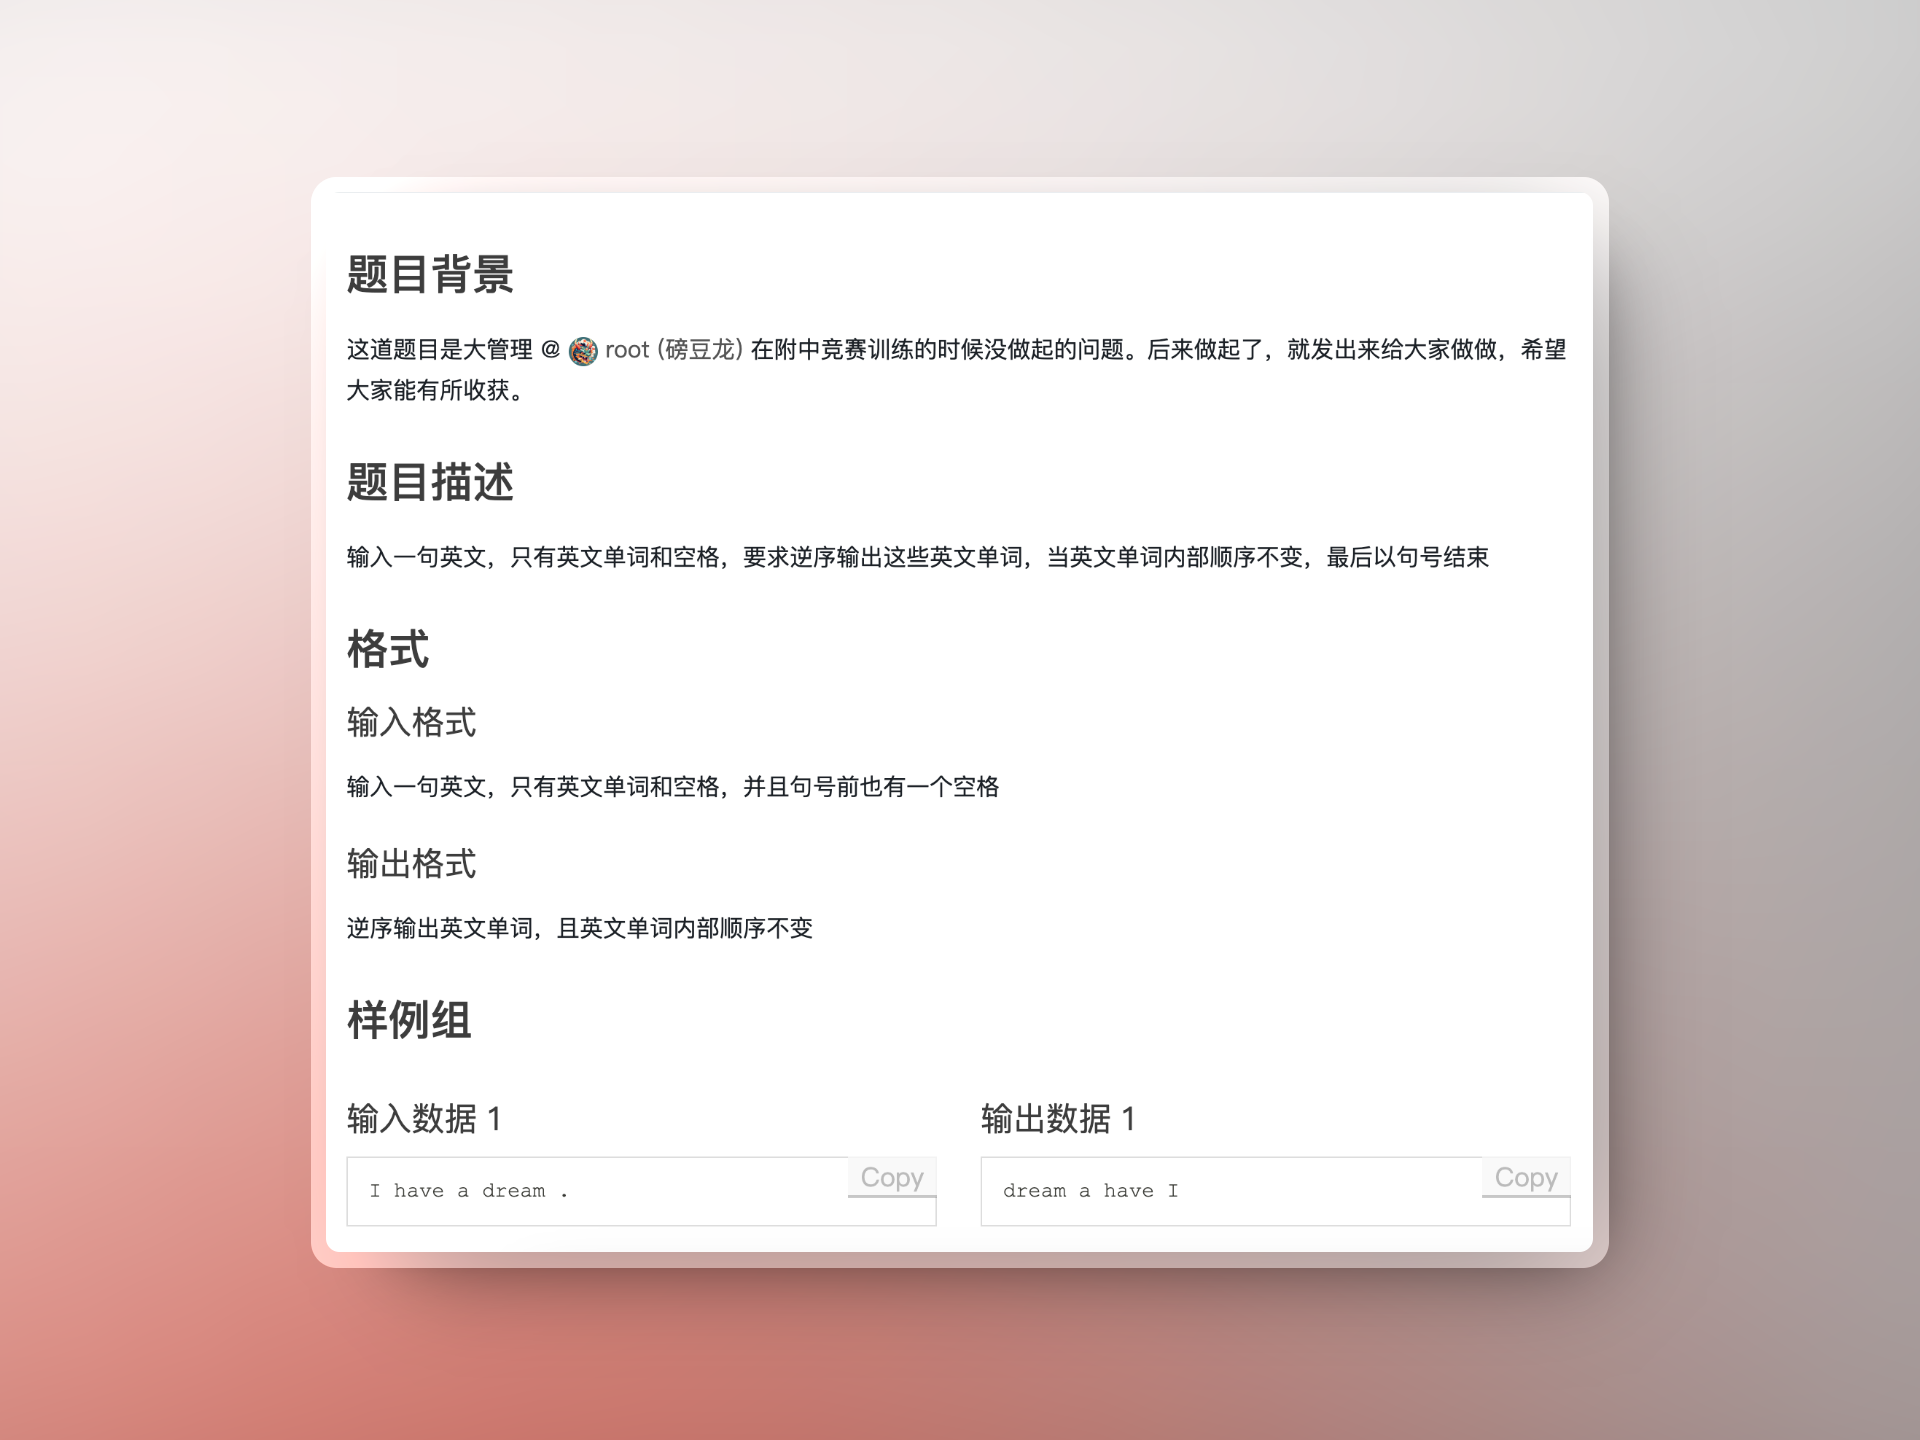 题目背景
这道题目是大管理 @ root (磅豆龙) 在附中竞赛训练的时候没做起的问题。后来做起了，就发出来给大家做做，希望
大家能有所收获。
题目描述
输入一句英文，只有英文单词和空格，要求逆序输出这些英文单词，当英文单词内部顺序不变，最后以句号结束
格式
输入格式
输入一句英文，只有英文单词和空格，并且句号前也有一个空格
输出格式
逆序输出英文单词，且英文单词内部顺序不变
样例组
输入数据 1
Copy
I have a dream .
输出数据 1
Copy
dream a have I